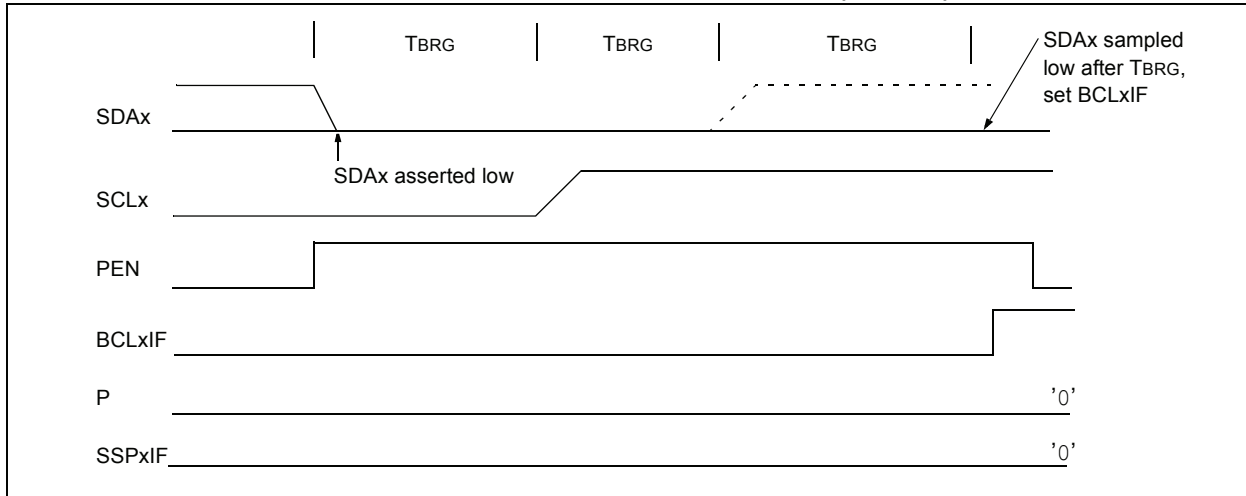 TBRG TBRG TBRG
SDAx sampled
low after TBRG,
set BCLxIF
SDAx
SDAx asserted low
SCLx
PEN
BCLxIF
P '0'
SSPxIF '0'